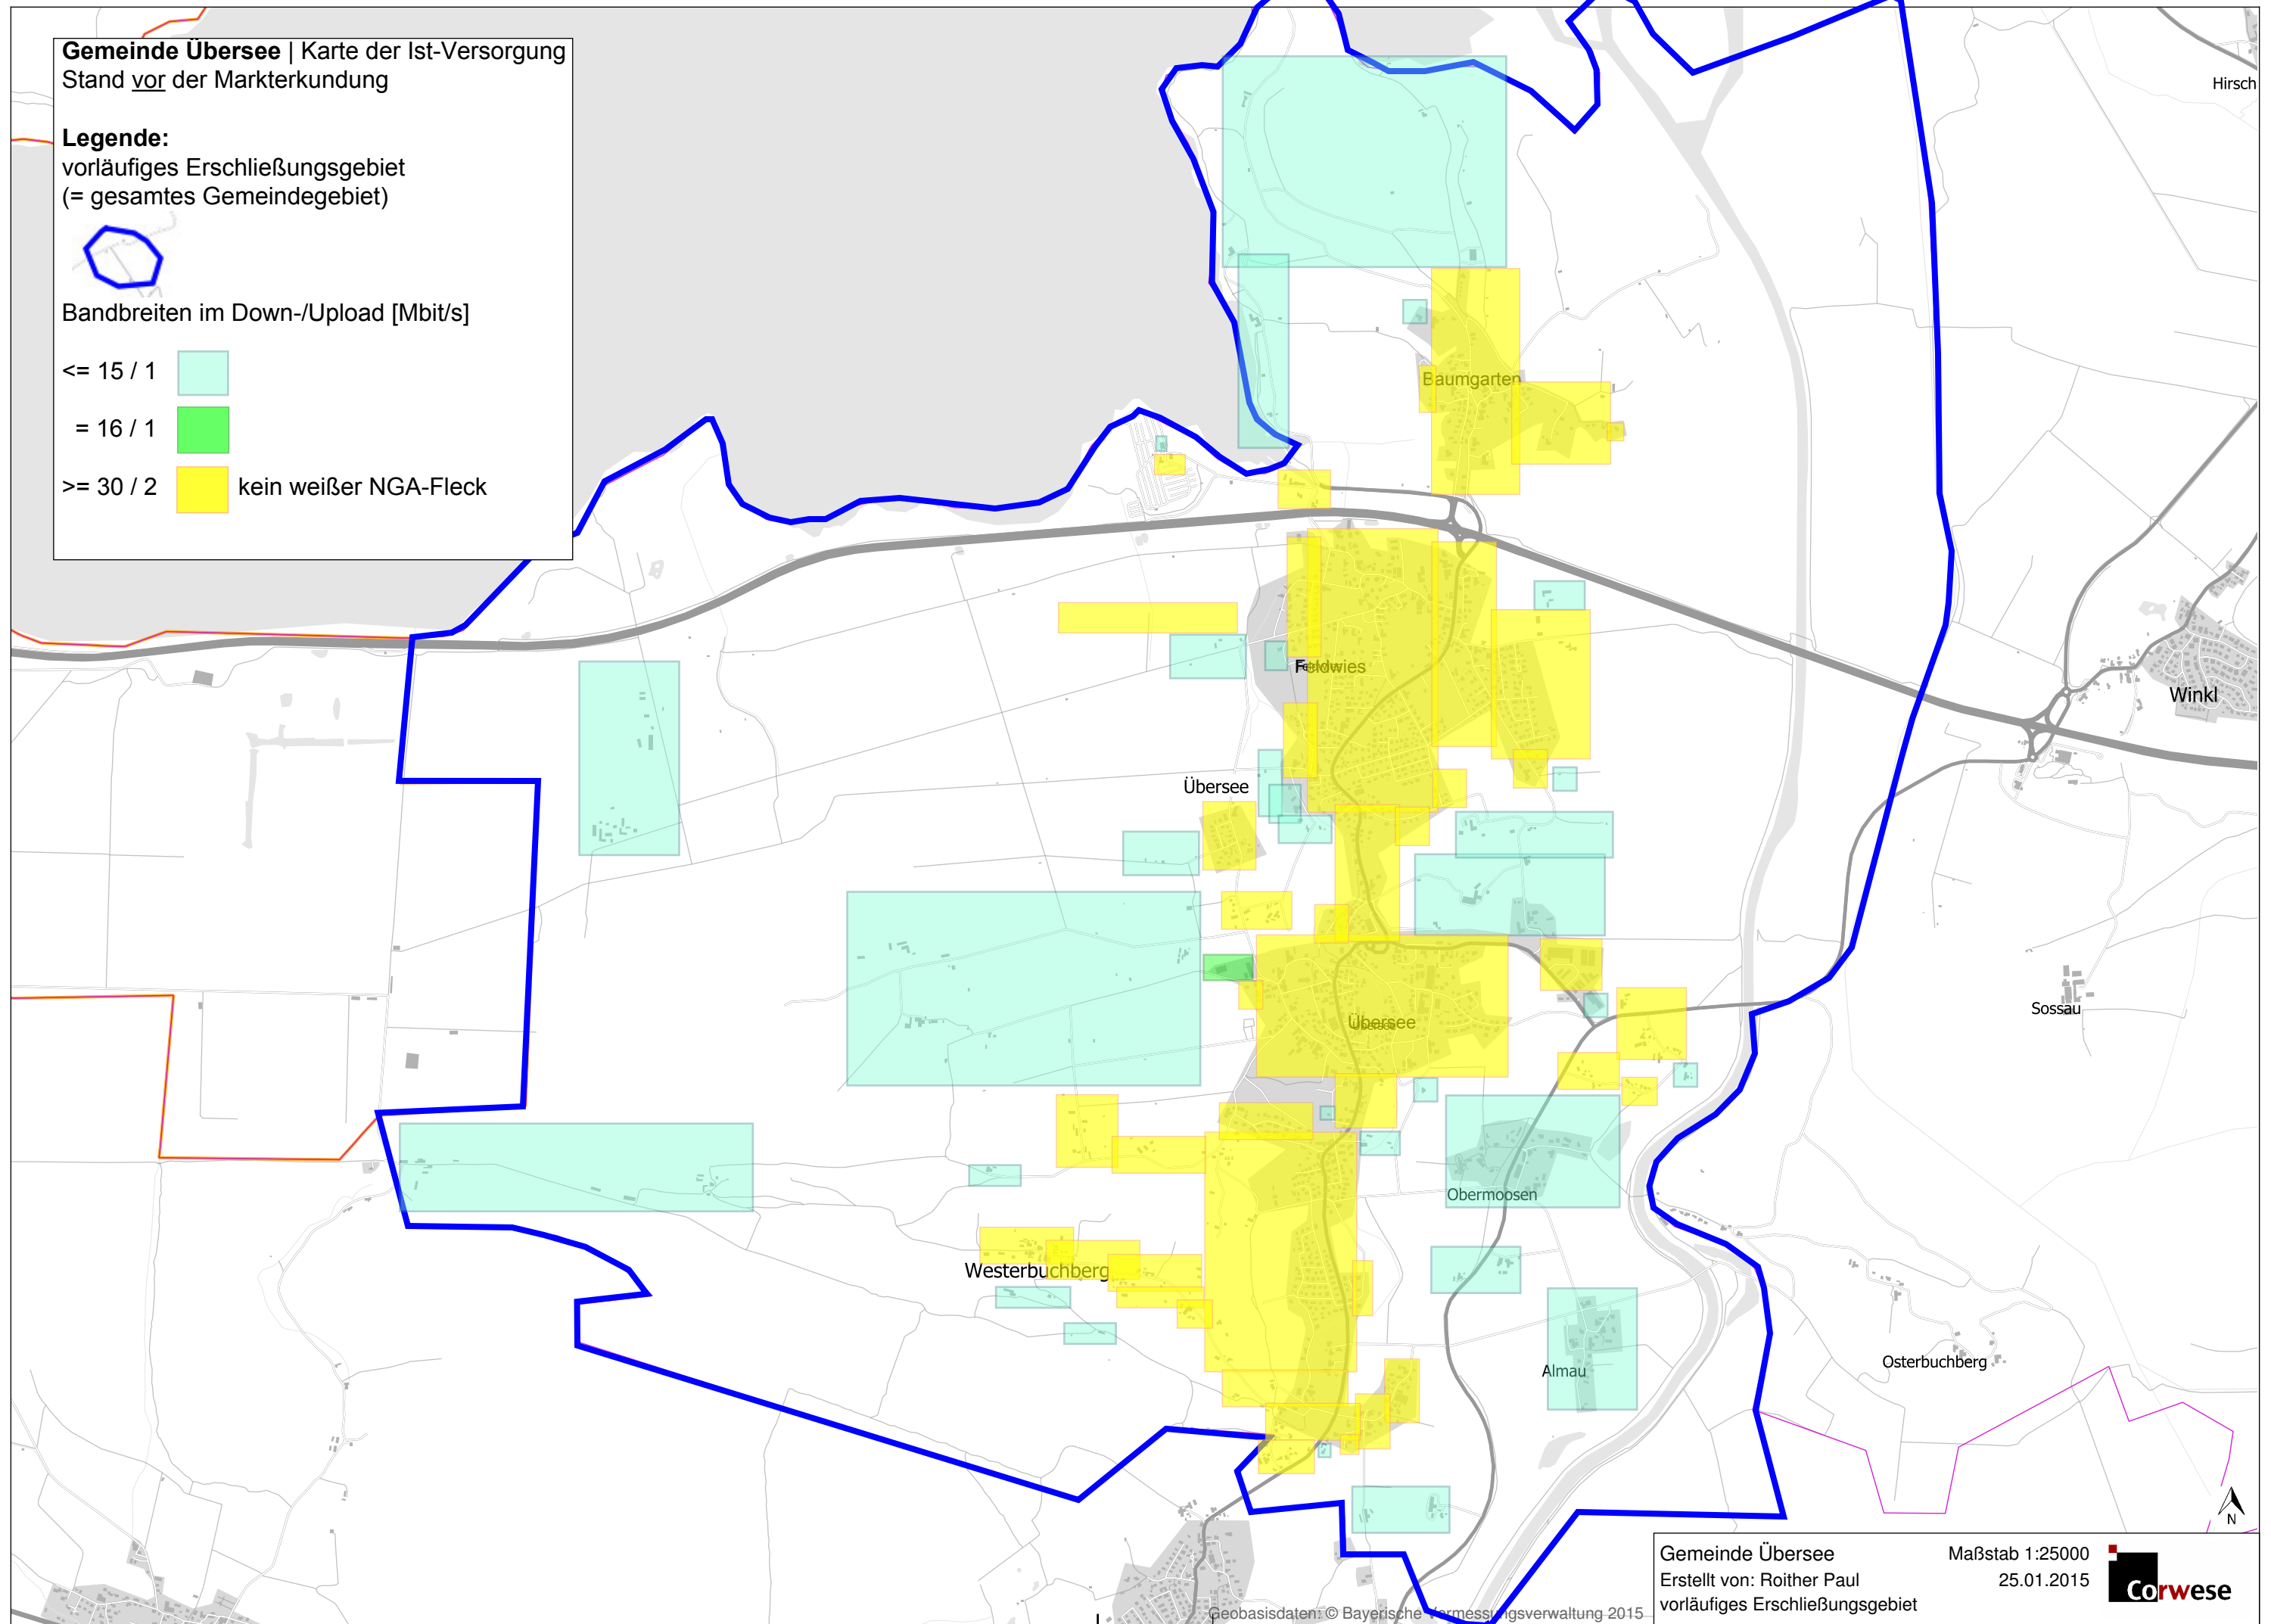 Gemeinde Übersee | Karte der Ist-Versorgung
Stand vor der Markterkundung
Legende:
vorläufiges Erschließungsgebiet
(= gesamtes Gemeindegebiet)
Bandbreiten im Down-/Upload [Mbit/s]
<= 15 / 1
= 16 / 1
>= 30 / 2 kein weißer NGA-Fleck
Hirsch
Baumgarten
Feldwies
Winkl
Übersee
Sossau
Übersee
Übersee
Obermoosen
Westerbuchberg
Osterbuchberg
Almau
N
Gemeinde Übersee
Erstellt von: Roither Paul
vorläufiges Erschließungsgebiet
Maßstab 1:25000
25.01.2015
Corwese
Geobasisdaten: © Bayerische Vermessungsverwaltung 2015